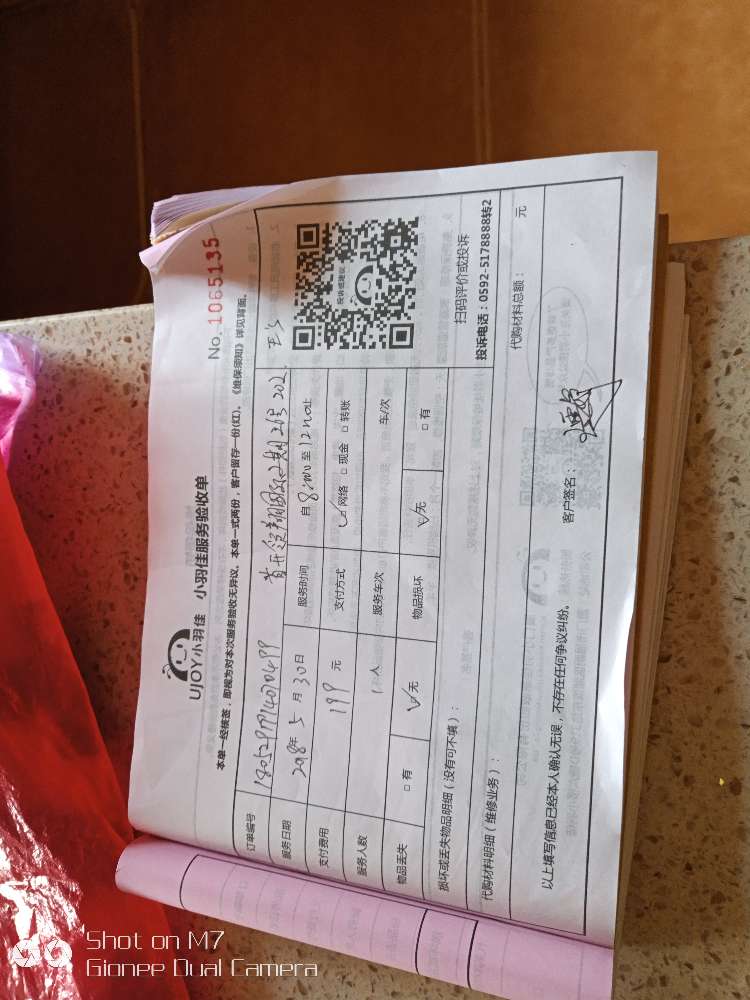 UJOY小羽佳 小羽佳服务验收单
No. 1065135
本单一经核签，即视为对本次服务验收无异议。本单一式两份，客户留存一份(红)。《维保须知》详见背面。
订单编号
服务日期 2018年 5 月 30 日 服务时间 自 8:00 至 12:00止
支付费用 199 元 支付方式 ☑网络 □现金 □转账
服务人数 1 人 服务车次 车/次
物品丢失 □有 ☑无 物品损坏 ☑无 □有
损坏或丢失物品明细（没有可不填）：
投诉或建议
扫码评价或投诉
投诉电话：0592-5178888转2
代购材料明细（维修业务）：
代购材料总额： 元
以上填写信息已经本人确认无误，不存在任何争议纠纷。
客户签名：
Shot on M7
Gionee Dual Camera